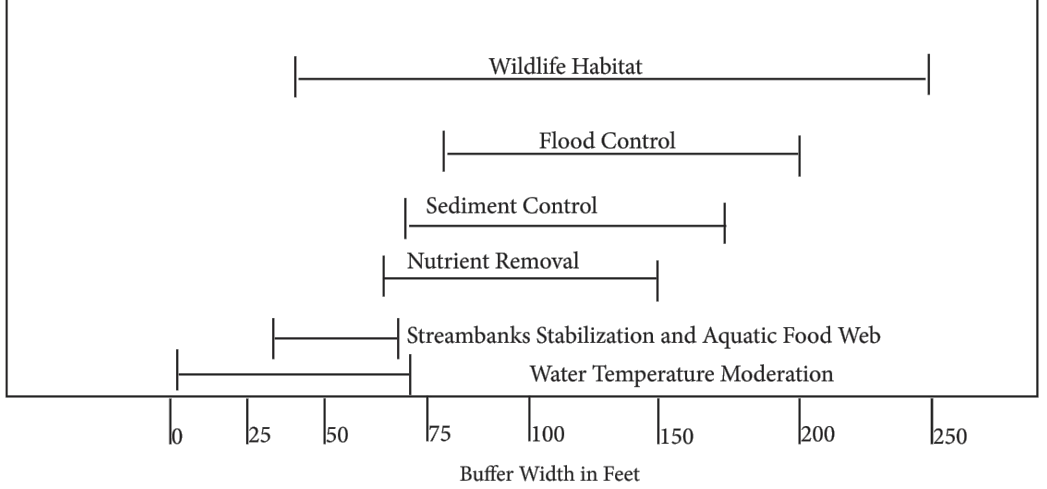 Wildlife Habitat
Flood Control
Sediment Control
Nutrient Removal
Streambanks Stabilization and Aquatic Food Web
Water Temperature Moderation
0 25 50 75 100 150 200 250
Buffer Width in Feet